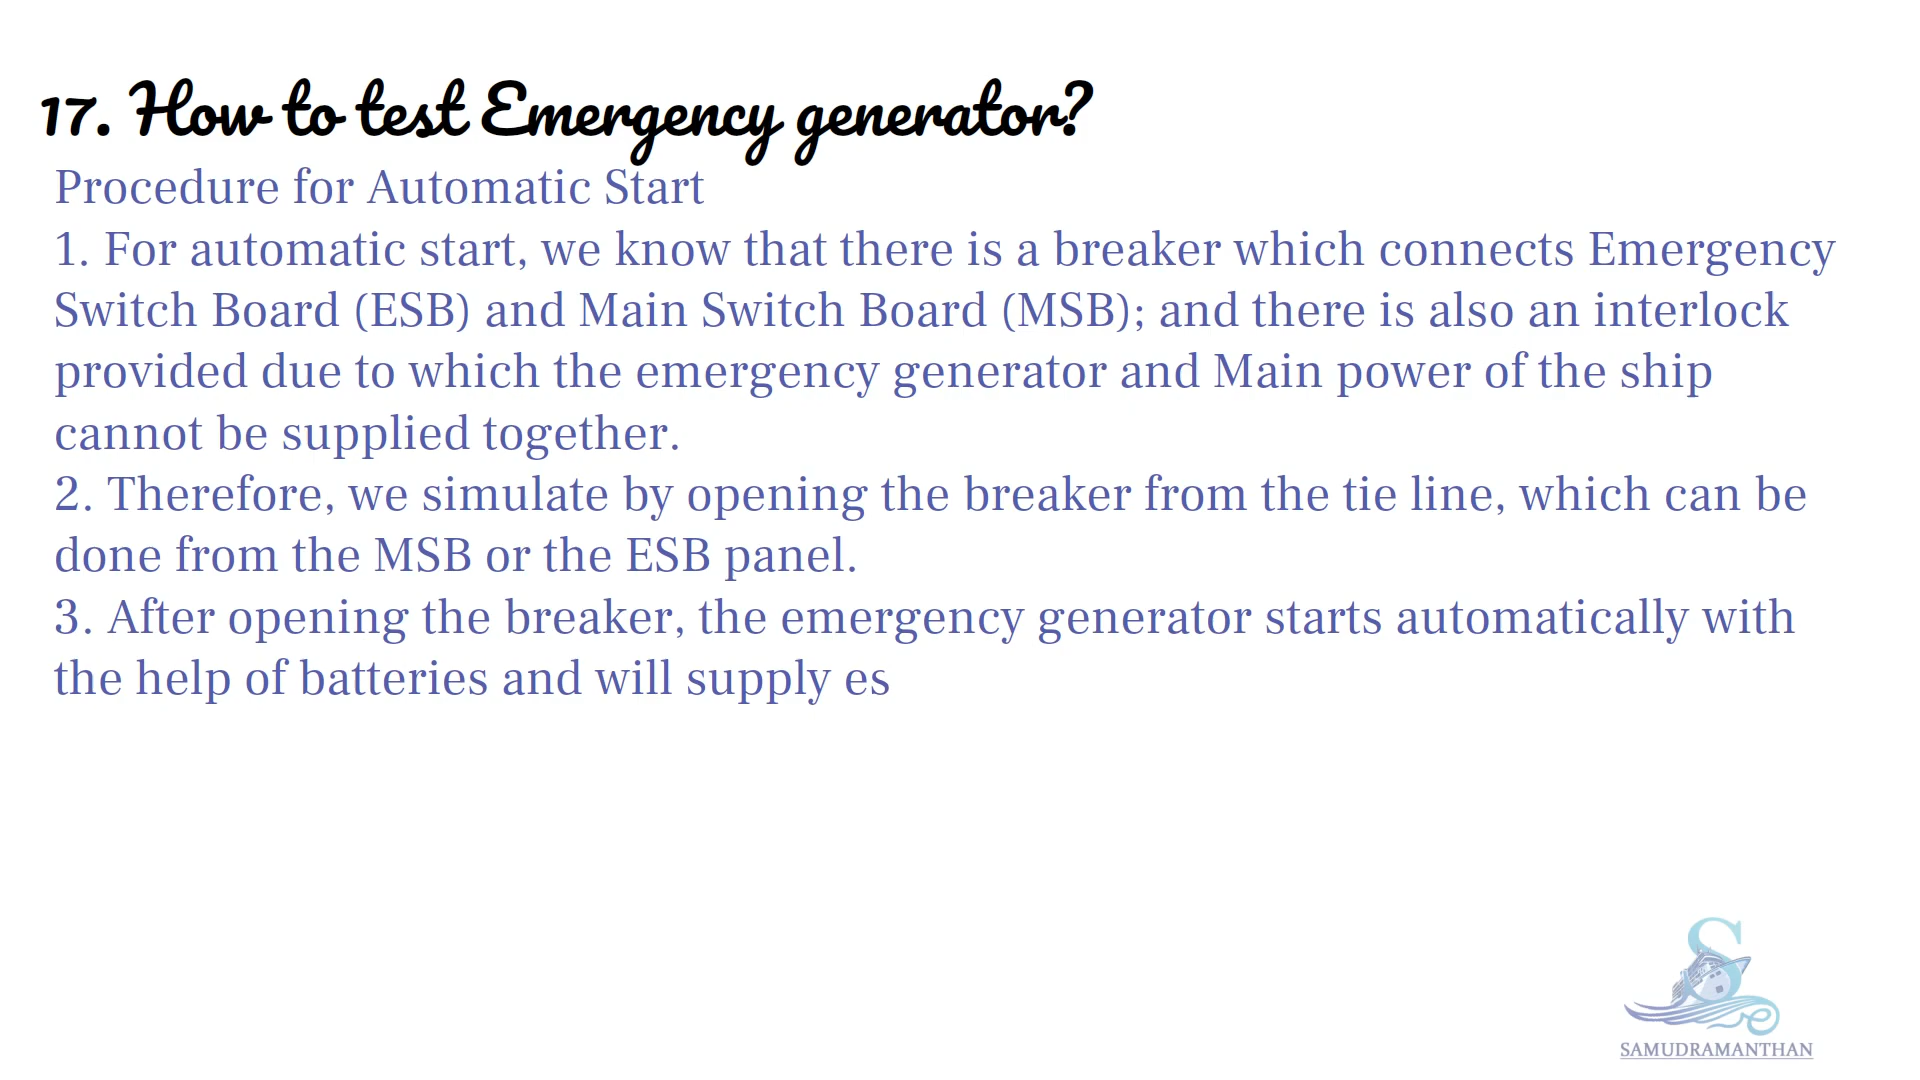 17. How to test Emergency generator?
Procedure for Automatic Start
1. For automatic start, we know that there is a breaker which connects Emergency
Switch Board (ESB) and Main Switch Board (MSB); and there is also an interlock
provided due to which the emergency generator and Main power of the ship
cannot be supplied together.
2. Therefore, we simulate by opening the breaker from the tie line, which can be
done from the MSB or the ESB panel.
3. After opening the breaker, the emergency generator starts automatically with
the help of batteries and will supply es
S
SAMUDRAMANTHAN